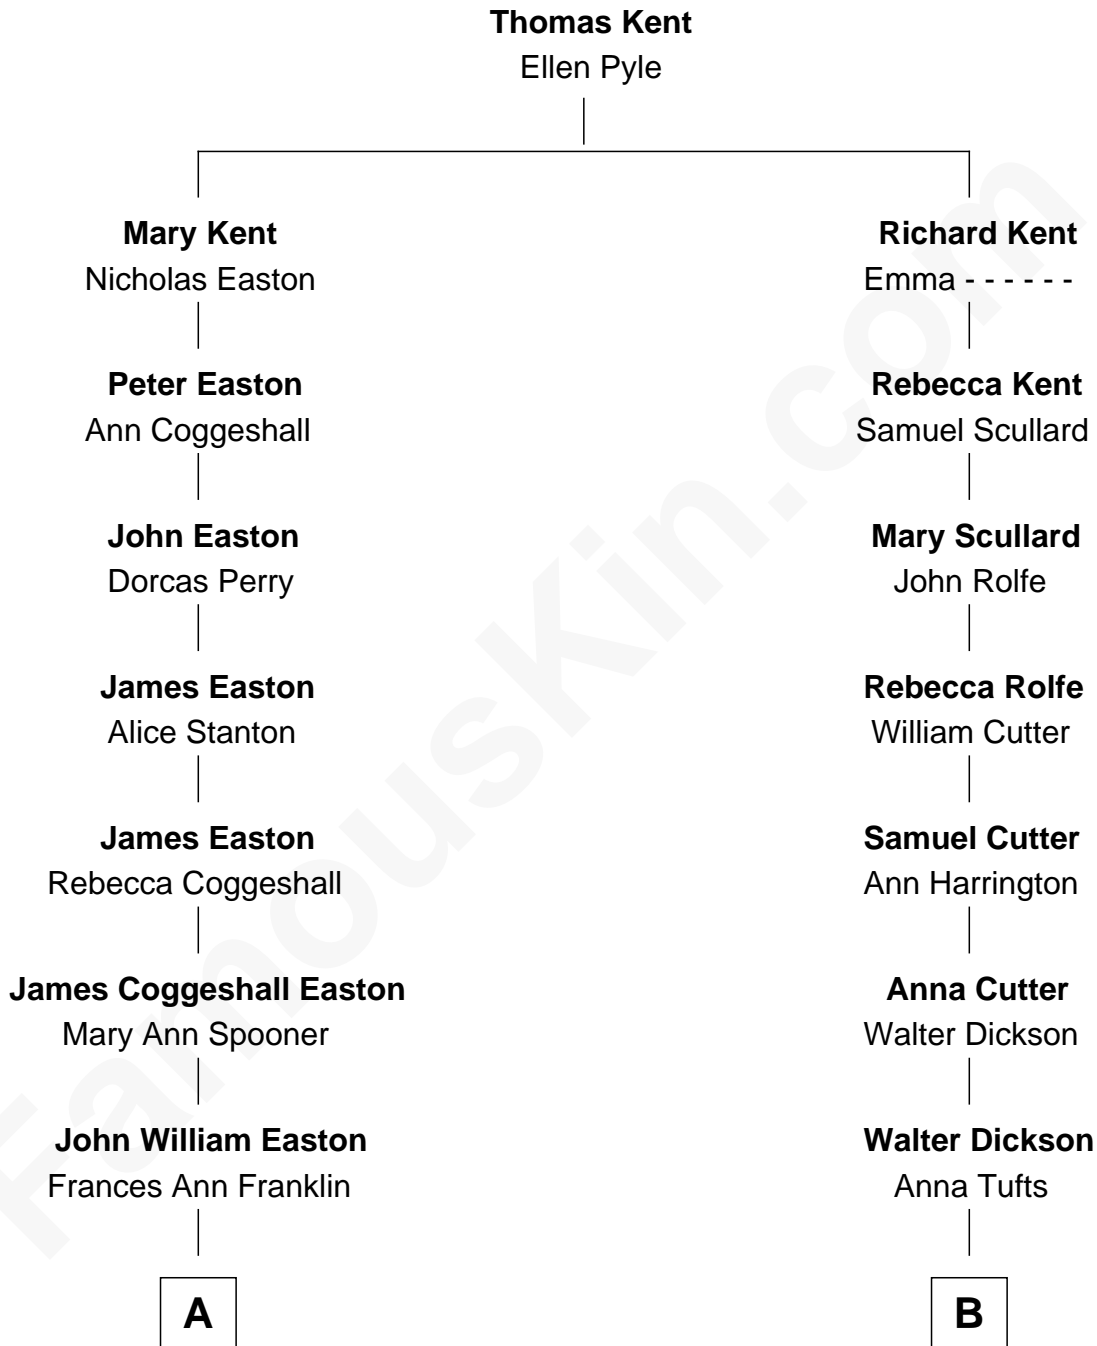 Thomas Kent
Ellen Pyle
Mary Kent
Nicholas Easton
Peter Easton
Ann Coggeshall
John Easton
Dorcas Perry
James Easton
Alice Stanton
James Easton
Rebecca Coggeshall
James Coggeshall Easton
Mary Ann Spooner
John William Easton
Frances Ann Franklin
A
Richard Kent
Emma - - - - - -
Rebecca Kent
Samuel Scullard
Mary Scullard
John Rolfe
Rebecca Rolfe
William Cutter
Samuel Cutter
Ann Harrington
Anna Cutter
Walter Dickson
Walter Dickson
Anna Tufts
B
FamousKin.com